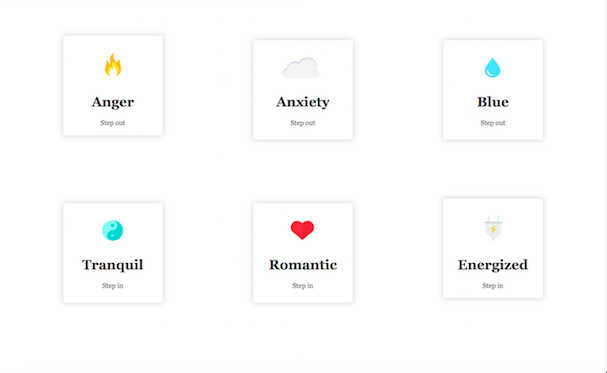 Anger
Step out
Anxiety
Step out
Blue
Step out
Tranquil
Step in
Romantic
Step in
Energized
Step in